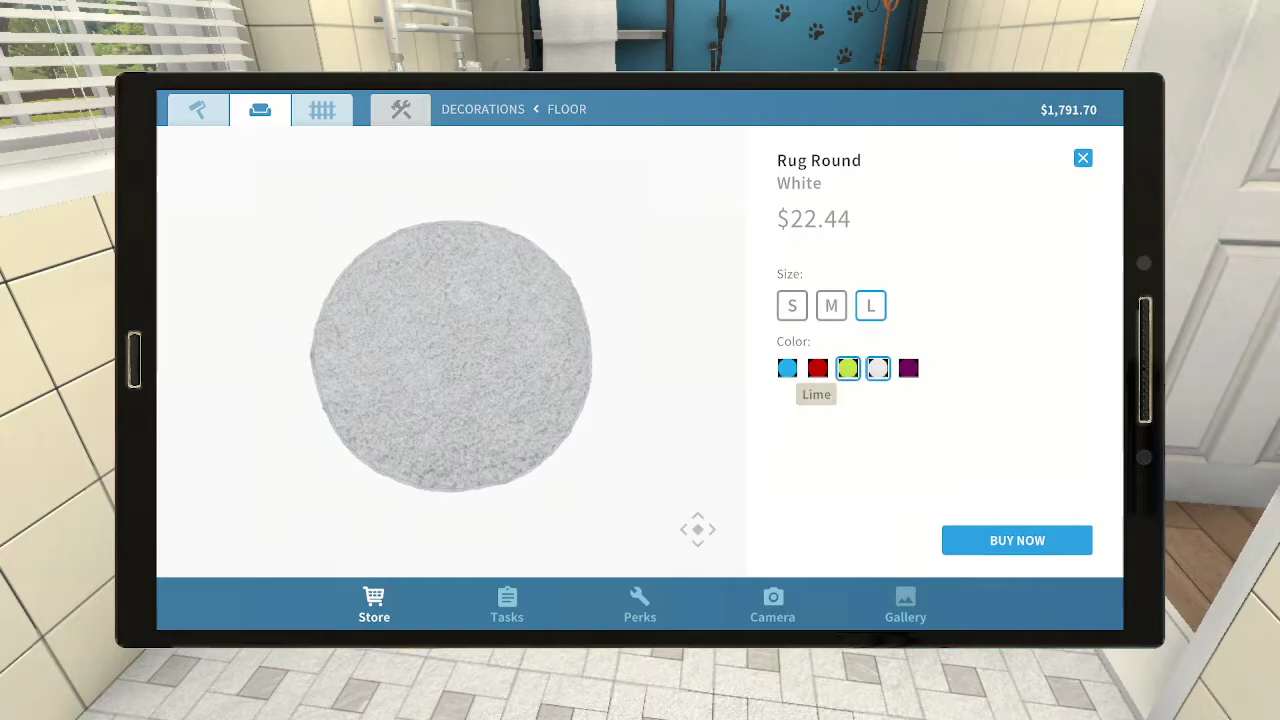 DECORATIONS < FLOOR
$1,791.70
Rug Round
White
$22.44
Size:
S M L
Color:
Lime
BUY NOW
Store Tasks Perks Camera Gallery